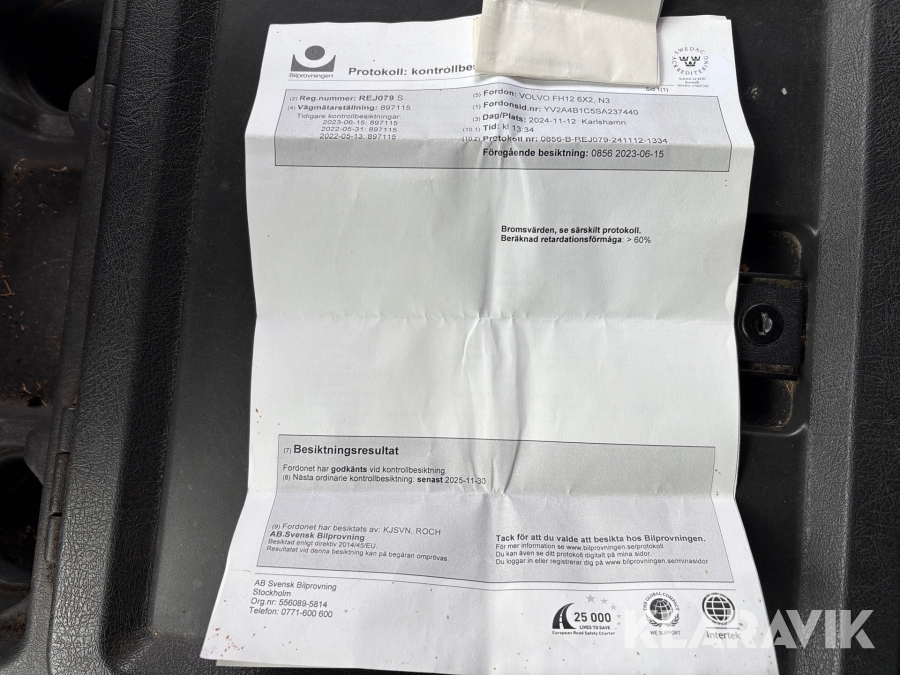 Bilprovningen
Protokoll: kontrollbes
SWEDAC
ACKREDITERING
Sid 1(1)
(2) Reg.nummer: REJ079 S
(4) Vägmätarställning: 897115
Tidigare kontrollbesiktningar:
2023-06-15: 897115
2022-05-31: 897115
2022-05-13: 897115
(5) Fordon: VOLVO FH12 6X2, N3
(1) Fordonsid.nr: YV2A4B1C5SA237440
(3) Dag/Plats: 2024-11-12 Karlshamn
(10.1) Tid: kl 13:34
(10.2) Protokoll nr: 0856-B-REJ079-241112-1334
Föregående besiktning: 0856 2023-06-15
Bromsvärden, se särskilt protokoll.
Beräknad retardationsförmåga: > 60%
(7) Besiktningsresultat
Fordonet har godkänts vid kontrollbesiktning
(8) Nästa ordinarie kontrollbesiktning: senast 2025-11-30
(9) Fordonet har besiktats av: KJSVN, ROCH
AB Svensk Bilprovning
Besiktad enligt direktiv 2014/45/EU.
Resultatet vid denna besiktning kan på begäran omprövas.
Tack för att du valde att besikta hos Bilprovningen.
För mer information se www.bilprovningen.se/protokoll
Du kan även se ditt protokoll digitalt på mina sidor.
Du loggar in eller registrerar dig på www.bilprovningen.se/minasidor
AB Svensk Bilprovning
Stockholm
Org.nr: 556089-5814
Telefon: 0771-600 600
25 000
LIVES TO SAVE
European Road Safety Charter
THE GLOBAL COMPACT
WE SUPPORT
Intertek
KLARAVIK